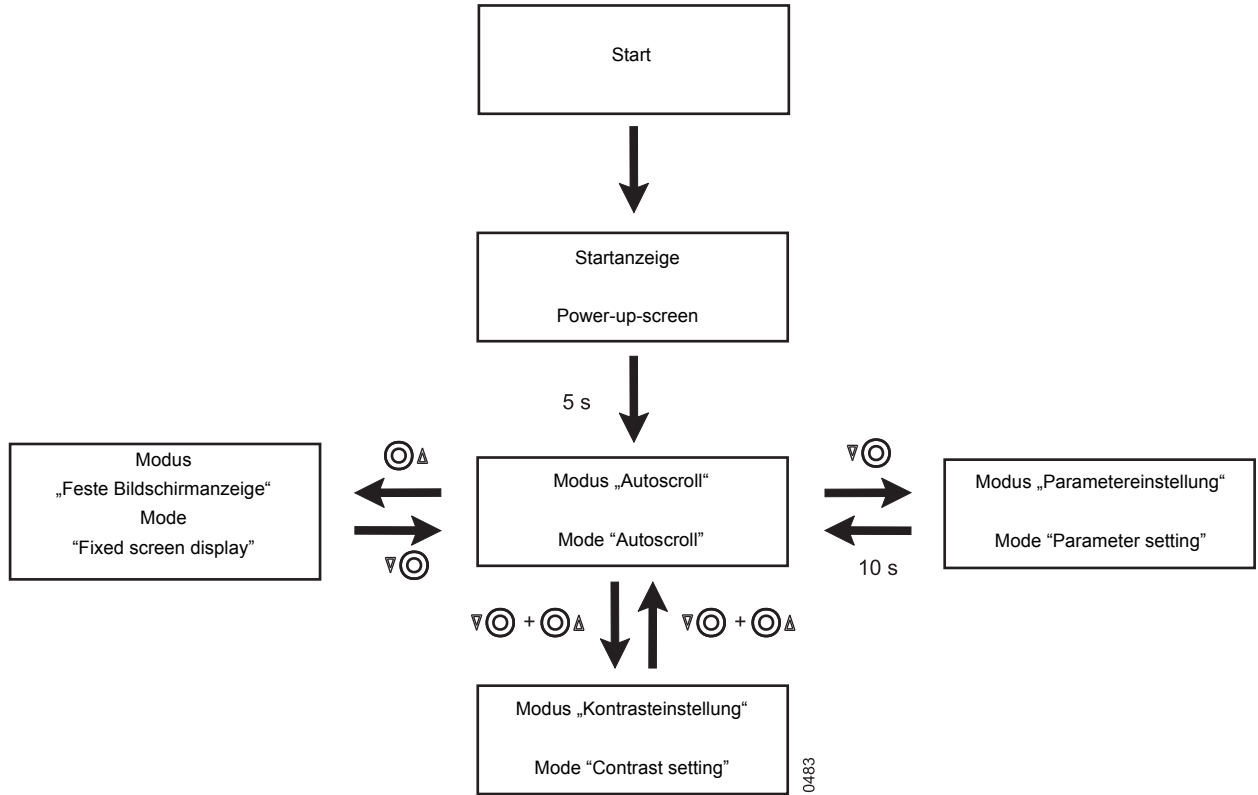 Start
Startanzeige
Power-up-screen
5 s
Modus
„Feste Bildschirmanzeige“
Mode
“Fixed screen display”
Modus „Autoscroll“
Mode “Autoscroll”
Modus „Parametereinstellung“
Mode “Parameter setting”
10 s
+
+
Modus „Kontrasteinstellung“
Mode “Contrast setting”
0483